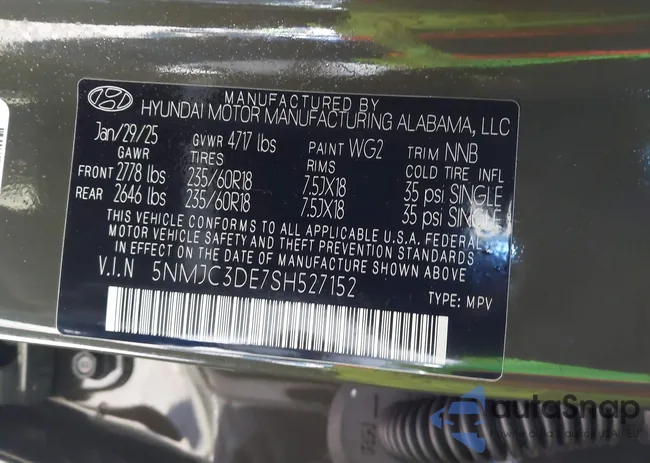 MANUFACTURED BY
HYUNDAI MOTOR MANUFACTURING ALABAMA, LLC
Jan/29/25 GVWR 4717 lbs PAINT WG2 TRIM NNB
GAWR TIRES RIMS COLD TIRE INFL
FRONT 2778 lbs 235/60R18 7.5JX18 35 psi SINGLE
REAR 2646 lbs 235/60R18 7.5JX18 35 psi SINGLE
THIS VEHICLE CONFORMS TO ALL APPLICABLE U.S.A. FEDERAL
MOTOR VEHICLE SAFETY AND THEFT PREVENTION STANDARDS
IN EFFECT ON THE DATE OF MANUFACTURE SHOWN ABOVE.
V.I.N 5NMJC3DE7SH527152
TYPE: MPV
autoSnap